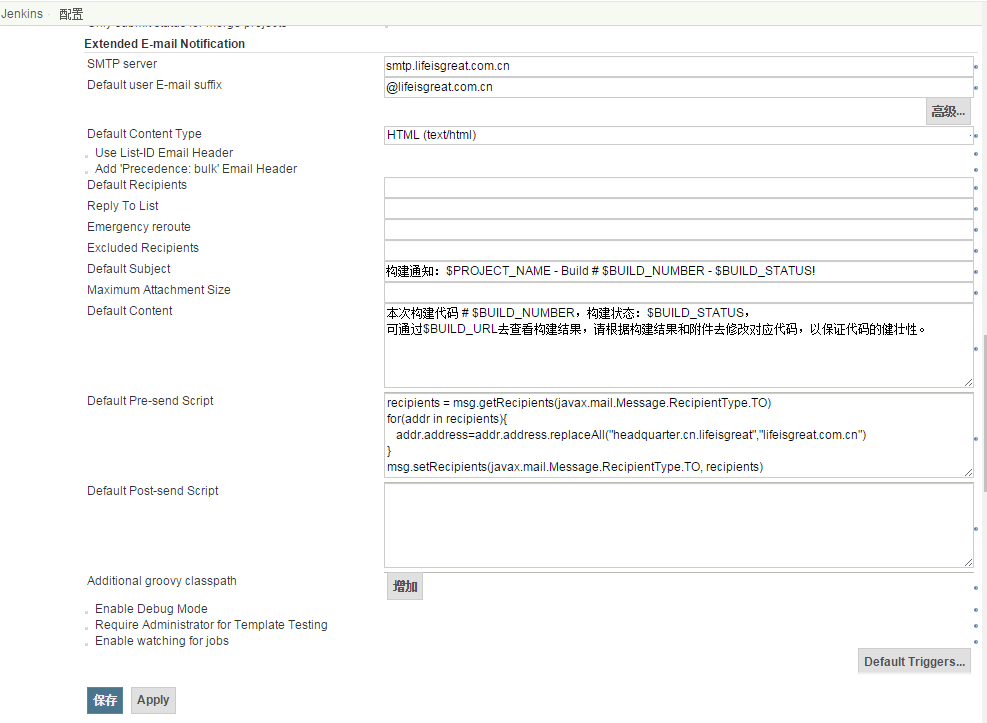 Jenkins 配置
Only submit status for merge projects
Extended E-mail Notification
SMTP server
smtp.lifeisgreat.com.cn
Default user E-mail suffix
@lifeisgreat.com.cn
高级...
Default Content Type
HTML (text/html)
Use List-ID Email Header
Add 'Precedence: bulk' Email Header
Default Recipients
Reply To List
Emergency reroute
Excluded Recipients
Default Subject
构建通知：$PROJECT_NAME - Build # $BUILD_NUMBER - $BUILD_STATUS!
Maximum Attachment Size
Default Content
本次构建代码 # $BUILD_NUMBER，构建状态：$BUILD_STATUS，
可通过$BUILD_URL去查看构建结果，请根据构建结果和附件去修改对应代码，以保证代码的健壮性。
Default Pre-send Script
recipients = msg.getRecipients(javax.mail.Message.RecipientType.TO)
for(addr in recipients){
addr.address=addr.address.replaceAll("headquarter.cn.lifeisgreat","lifeisgreat.com.cn")
}
msg.setRecipients(javax.mail.Message.RecipientType.TO, recipients)
Default Post-send Script
Additional groovy classpath
增加
Enable Debug Mode
Require Administrator for Template Testing
Enable watching for jobs
Default Triggers...
保存 Apply